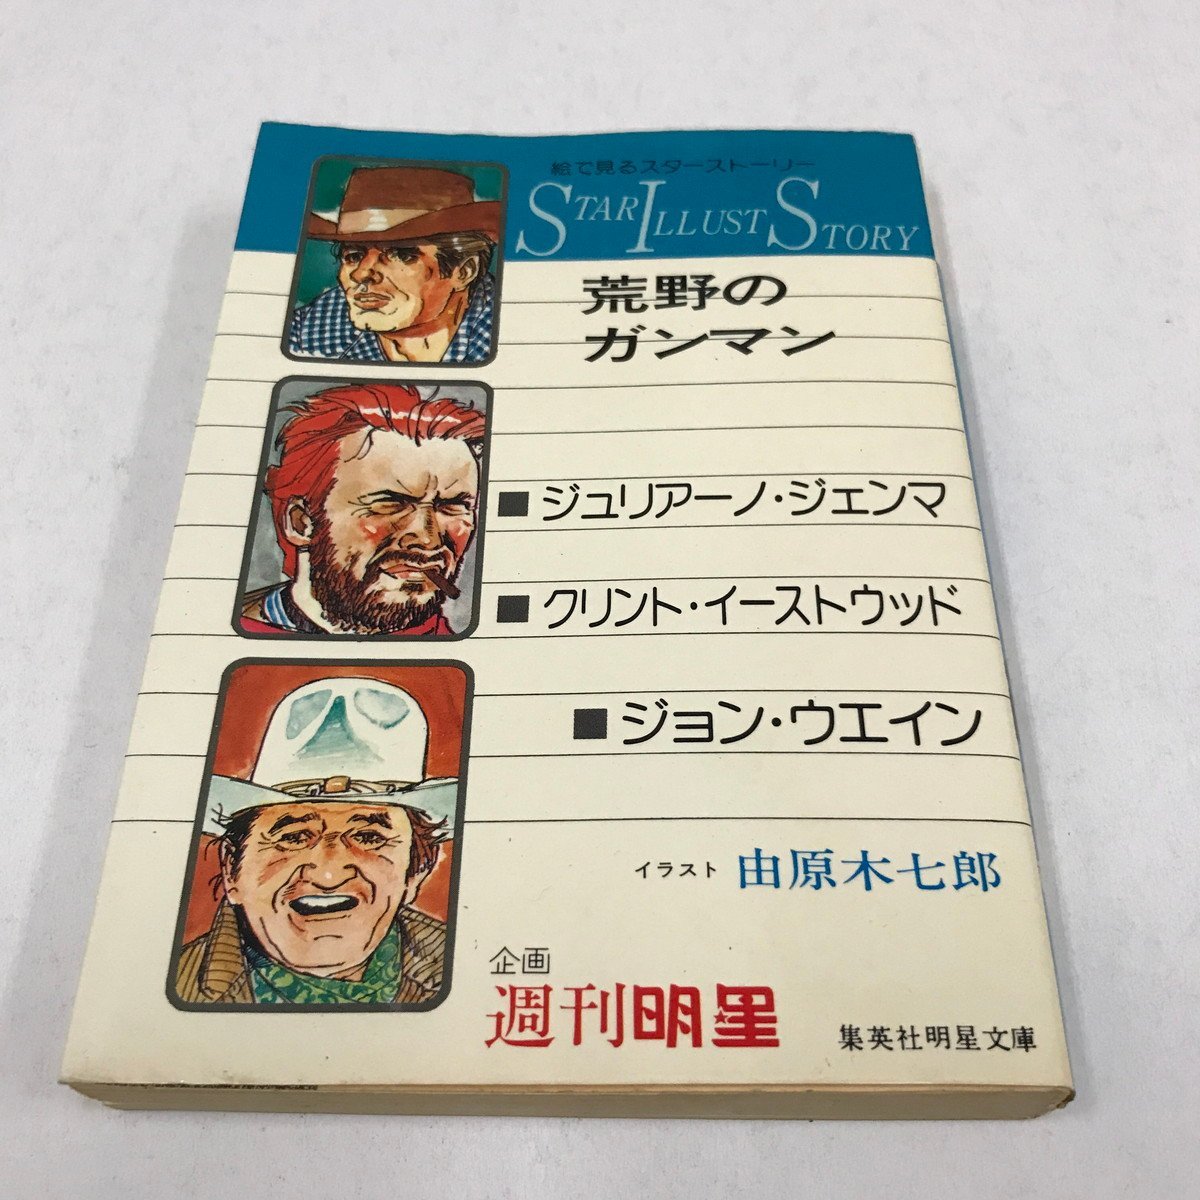 絵で見るスターストーリー
STAR ILLUST STORY
荒野の
ガンマン
■ジュリアーノ・ジェンマ
■クリント・イーストウッド
■ジョン・ウエイン
イラスト 由原木七郎
企画
週刊明星
集英社明星文庫